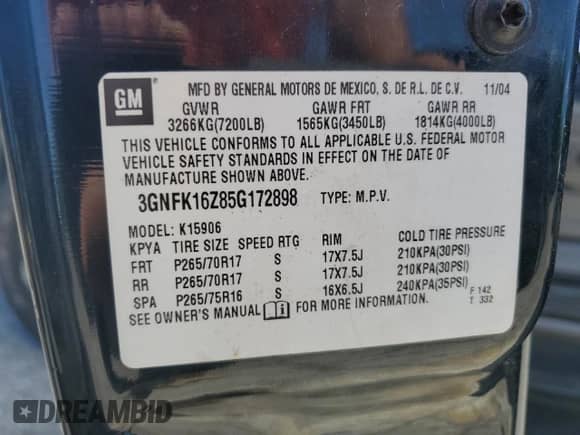 GM
®
MFD BY GENERAL MOTORS DE MEXICO, S. DE R.L. DE C.V. 11/04
GVWR GAWR FRT GAWR RR
3266KG(7200LB) 1565KG(3450LB) 1814KG(4000LB)
THIS VEHICLE CONFORMS TO ALL APPLICABLE U.S. FEDERAL MOTOR
VEHICLE SAFETY STANDARDS IN EFFECT ON THE DATE OF
MANUFACTURE SHOWN ABOVE.
3GNFK16Z85G172898 TYPE: M.P.V.
MODEL: K15906
KPYA TIRE SIZE SPEED RTG RIM COLD TIRE PRESSURE
FRT P265/70R17 S 17X7.5J 210KPA(30PSI)
RR P265/70R17 S 17X7.5J 210KPA(30PSI)
SPA P265/75R16 S 16X6.5J 240KPA(35PSI)
SEE OWNER'S MANUAL i FOR MORE INFORMATION.
F 142
T 332
DREAMBID